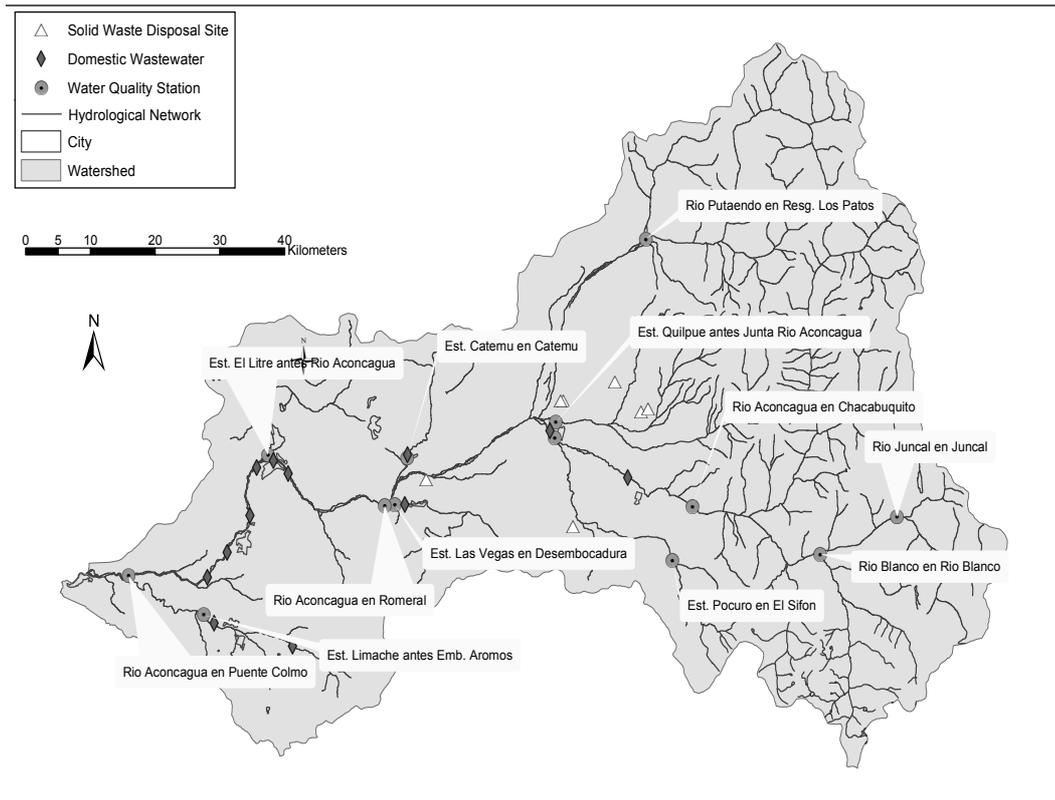 Solid Waste Disposal Site
Domestic Wastewater
Water Quality Station
Hydrological Network
City
Watershed
0 5 10 20 30 40
Kilometers
N
N
Rio Putaendo en Resg. Los Patos
Est. Quilpue antes Junta Rio Aconcagua
Est. Catemu en Catemu
Est. El Litre antes Rio Aconcagua
Rio Aconcagua en Chacabuquito
Rio Juncal en Juncal
Est. Las Vegas en Desembocadura
Rio Blanco en Rio Blanco
Rio Aconcagua en Romeral
Est. Pocuro en El Sifon
Est. Limache antes Emb. Aromos
Rio Aconcagua en Puente Colmo